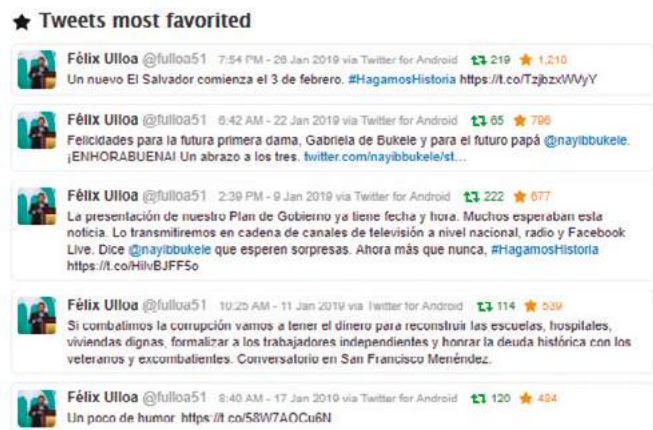 Tweets most favorited
Félix Ulloa @fulloa51 7:54 PM - 26 Jan 2019 via Twitter for Android 219 1,210
Un nuevo El Salvador comienza el 3 de febrero. #HagamosHistoria https://t.co/TzjbzxWVyY
Félix Ulloa @fulloa51 6:42 AM - 22 Jan 2019 via Twitter for Android 65 796
Felicidades para la futura primera dama, Gabriela de Bukele y para el futuro papá @nayibbukele.
¡ENHORABUENA! Un abrazo a los tres. twitter.com/nayibbukele/st...
Félix Ulloa @fulloa51 2:39 PM - 9 Jan 2019 via Twitter for Android 222 677
La presentación de nuestro Plan de Gobierno ya tiene fecha y hora. Muchos esperaban esta
noticia. Lo transmitiremos en cadena de canales de televisión a nivel nacional, radio y Facebook
Live. Dice @nayibbukele que esperen sorpresas. Ahora más que nunca, #HagamosHistoria
https://t.co/HilvBJFF5o
Félix Ulloa @fulloa51 10:25 AM - 11 Jan 2019 via Twitter for Android 114 539
Si combatimos la corrupción vamos a tener el dinero para reconstruir las escuelas, hospitales,
viviendas dignas, formalizar a los trabajadores independientes y honrar la deuda histórica con los
veteranos y excombatientes. Conversatorio en San Francisco Menéndez.
Félix Ulloa @fulloa51 8:40 AM - 17 Jan 2019 via Twitter for Android 120 494
Un poco de humor https://t.co/58W7AOCu6N